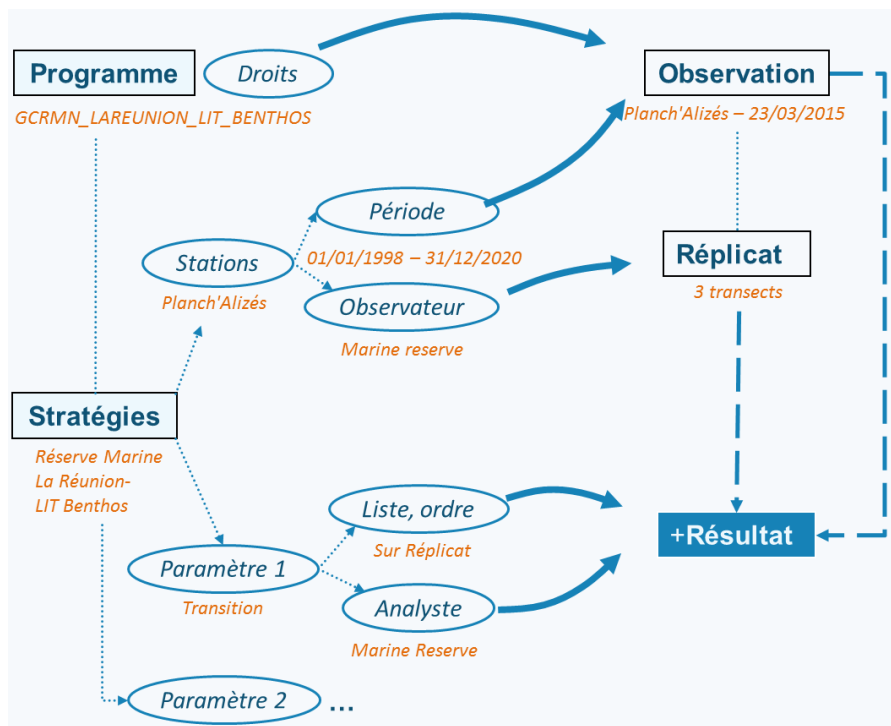 Programme
Droits
Observation
GCRMN_LAREUNION_LIT_BENTHOS
Planch'Alizés – 23/03/2015
Période
Stations
01/01/1998 – 31/12/2020
Réplicat
Planch'Alizés
Observateur
3 transects
Marine reserve
Stratégies
Réserve Marine
La Réunion-
LIT Benthos
Liste, ordre
+Résultat
Sur Réplicat
Paramètre 1
Transition
Analyste
Marine Reserve
Paramètre 2 ...